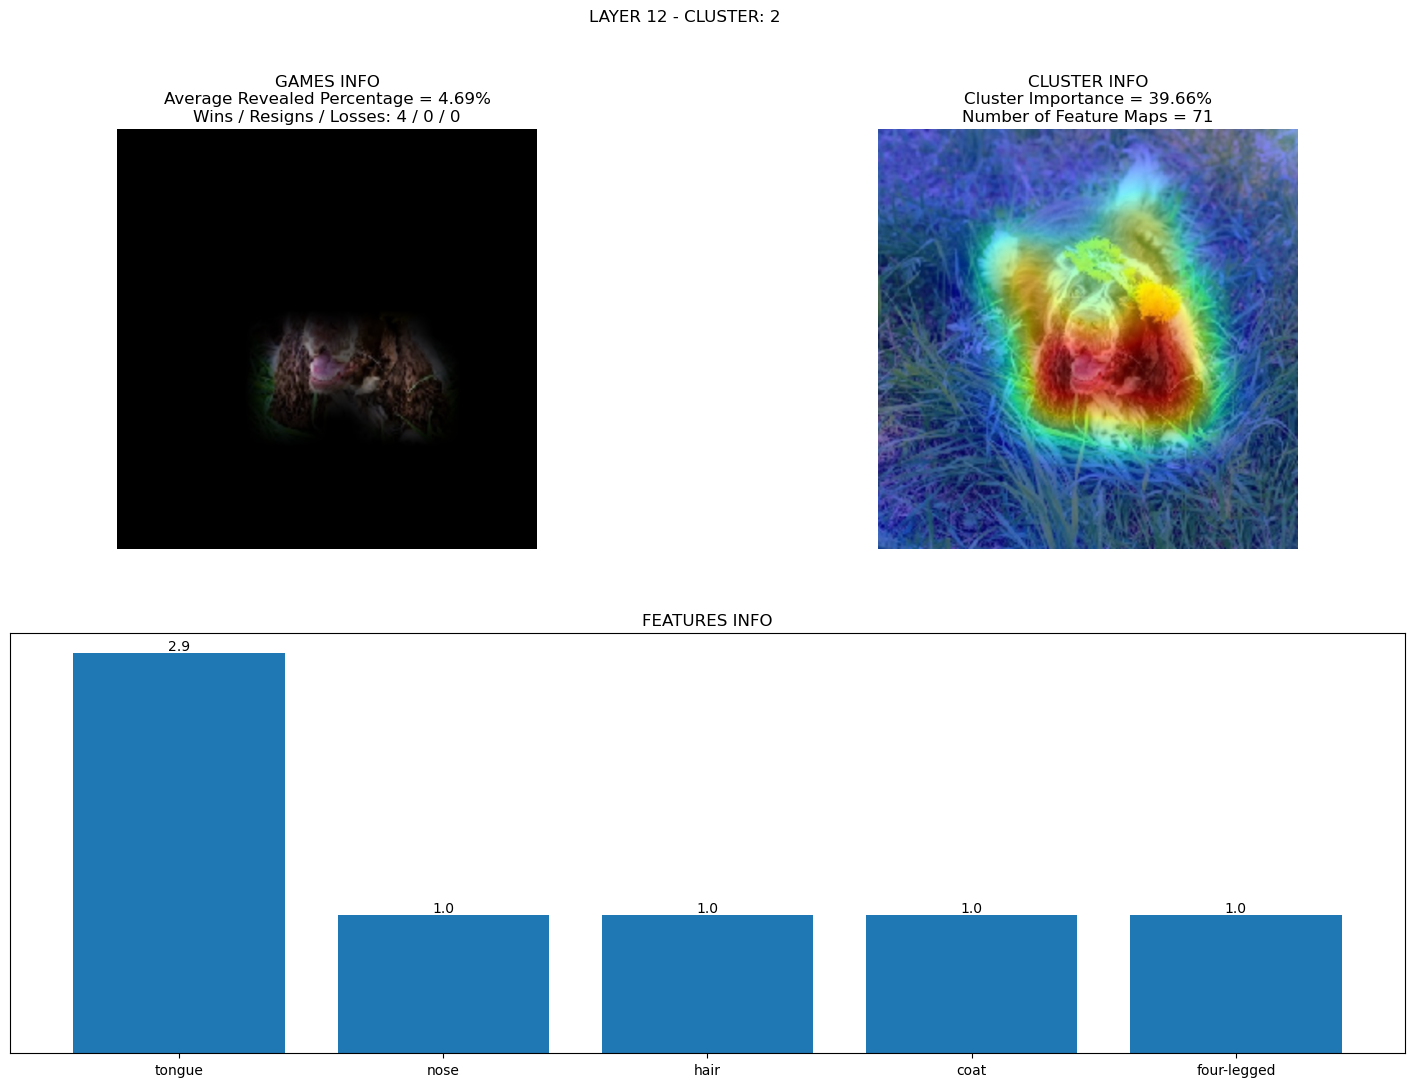 LAYER 12 - CLUSTER: 2
GAMES INFO
Average Revealed Percentage = 4.69%
Wins / Resigns / Losses: 4 / 0 / 0
CLUSTER INFO
Cluster Importance = 39.66%
Number of Feature Maps = 71
FEATURES INFO
2.9
1.0
1.0
1.0
1.0
tongue
nose
hair
coat
four-legged